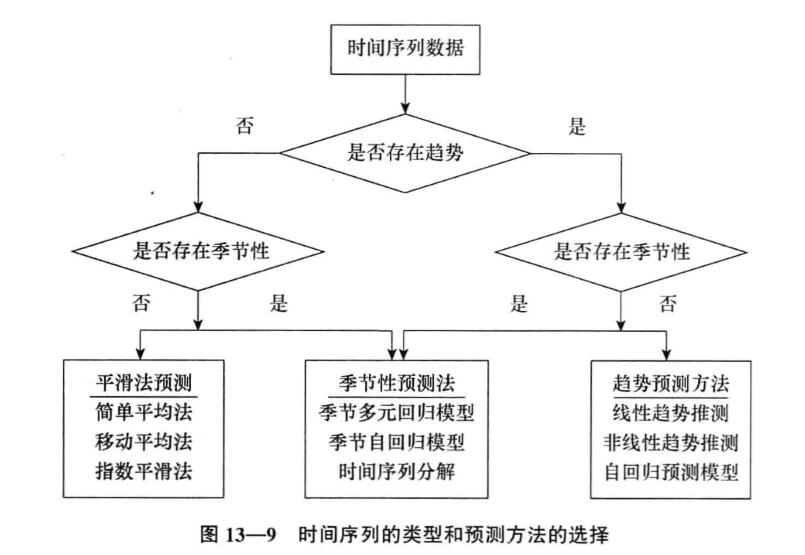 时间序列数据
否
是
是否存在趋势
是否存在季节性
是否存在季节性
否
是
是
否
平滑法预测
简单平均法
移动平均法
指数平滑法
季节性预测法
季节多元回归模型
季节自回归模型
时间序列分解
趋势预测方法
线性趋势推测
非线性趋势推测
自回归预测模型
图 13—9 时间序列的类型和预测方法的选择